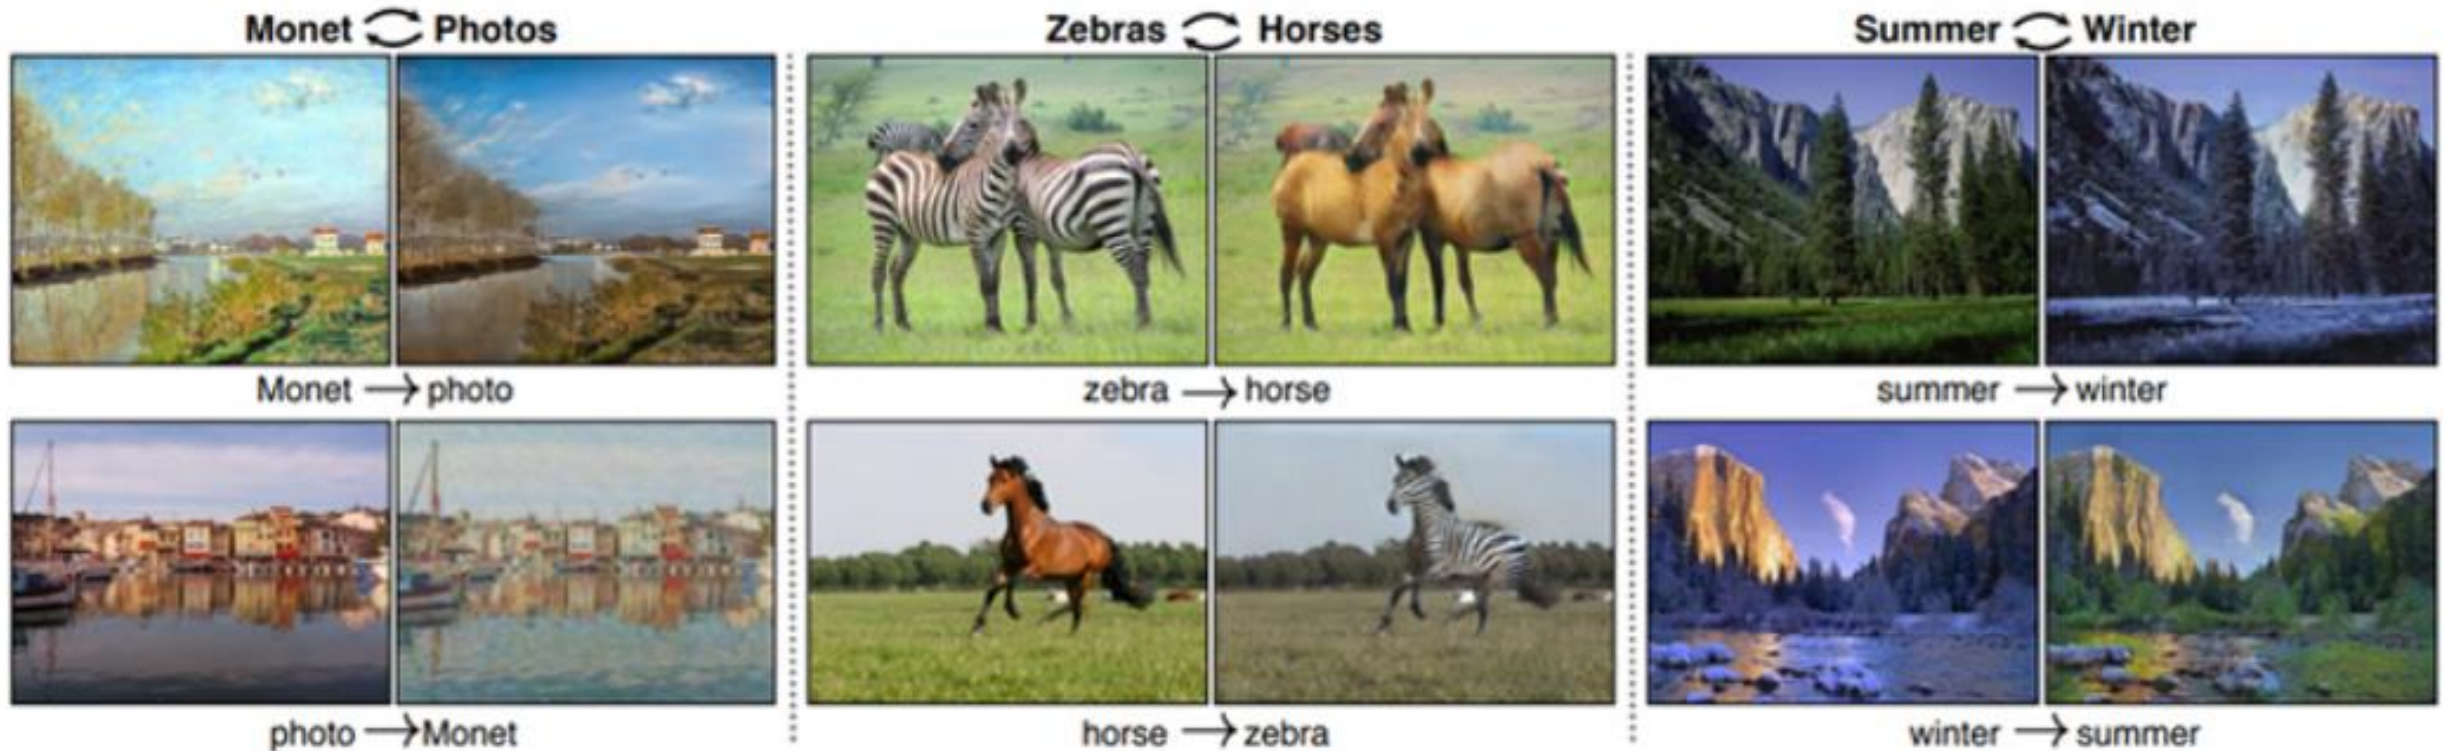 Monet ⇄ Photos
Zebras ⇄ Horses
Summer ⇄ Winter
Monet → photo
zebra → horse
summer → winter
photo → Monet
horse → zebra
winter → summer